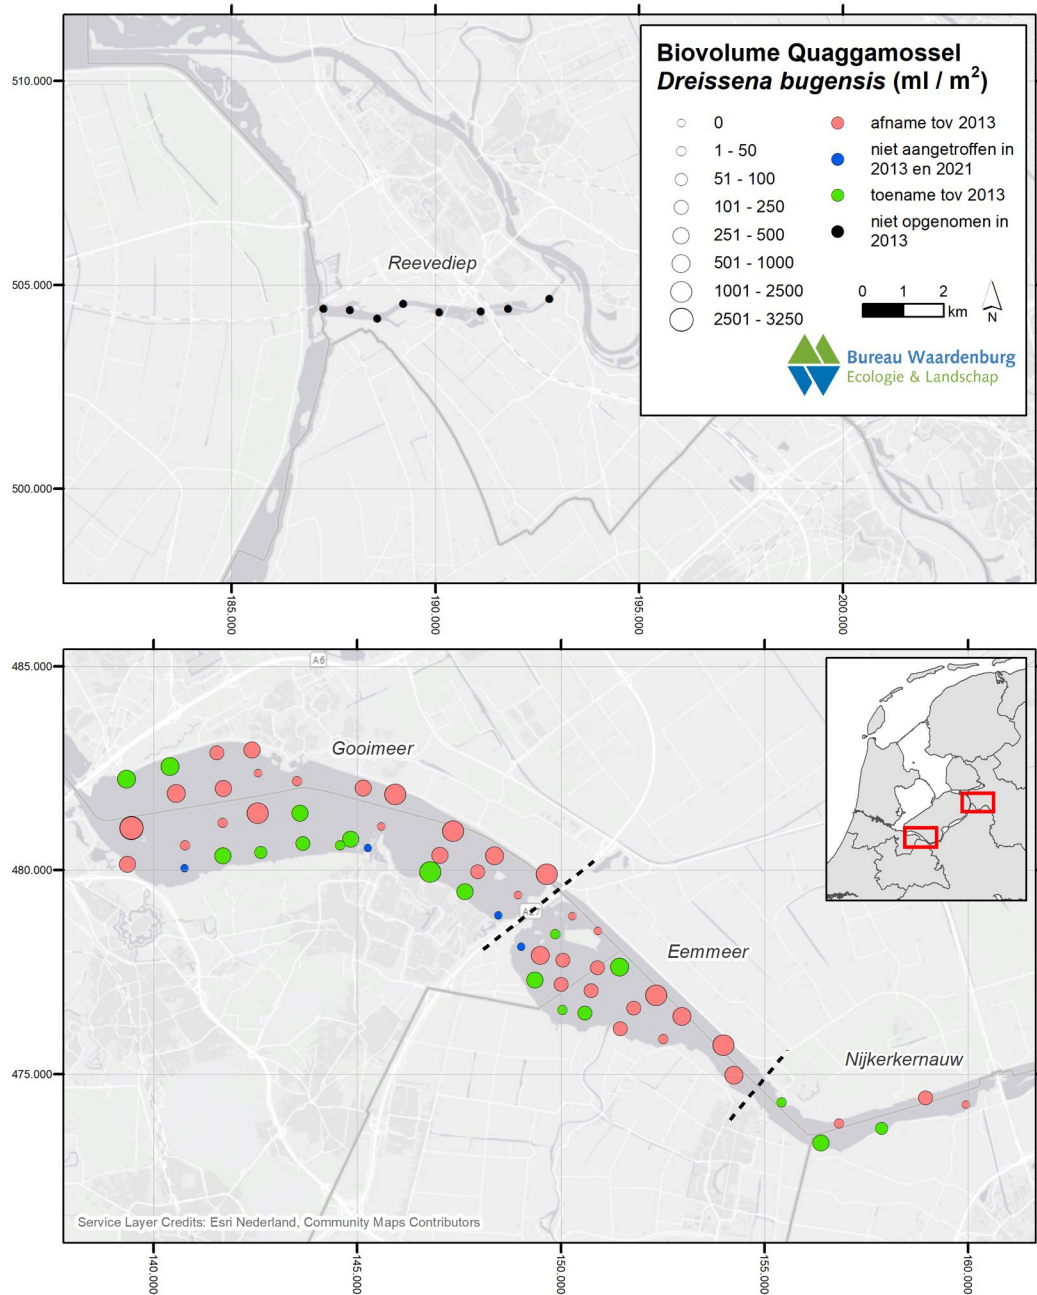 Biovolume Quaggamossel
Dreissena bugensis (ml / m²)
0
1 - 50
51 - 100
101 - 250
251 - 500
501 - 1000
1001 - 2500
2501 - 3250
afname tov 2013
niet aangetroffen in
2013 en 2021
toename tov 2013
niet opgenomen in
2013
0 1 2
km
N
Bureau Waardenburg
Ecologie & Landschap
510.000
505.000
500.000
Reevediep
185.000
190.000
195.000
200.000
485.000
480.000
475.000
A6
Gooimeer
Eemmeer
Nijkerkernauw
Service Layer Credits: Esri Nederland, Community Maps Contributors
140.000
145.000
150.000
155.000
160.000